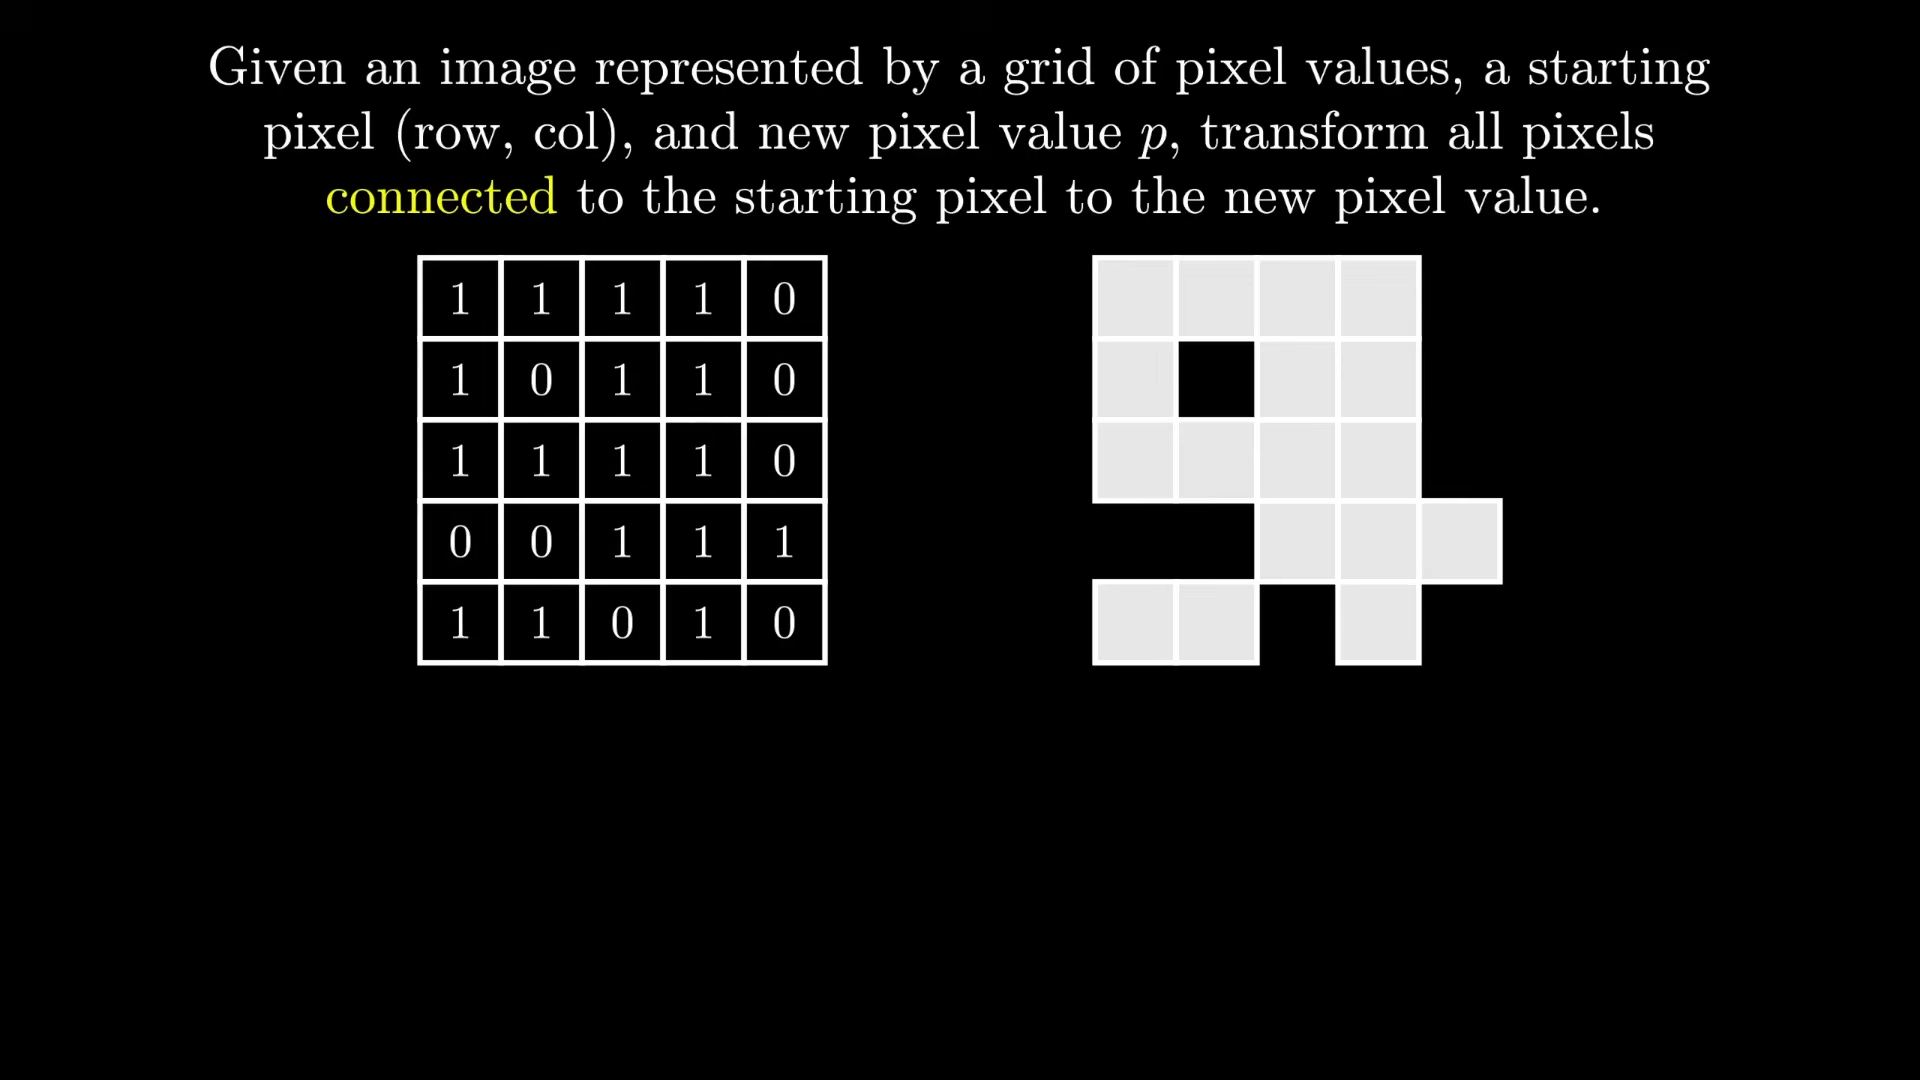 Given an image represented by a grid of pixel values, a starting
pixel (row, col), and new pixel value p, transform all pixels
connected to the starting pixel to the new pixel value.
1 1 1 1 0
1 0 1 1 0
1 1 1 1 0
0 0 1 1 1
1 1 0 1 0